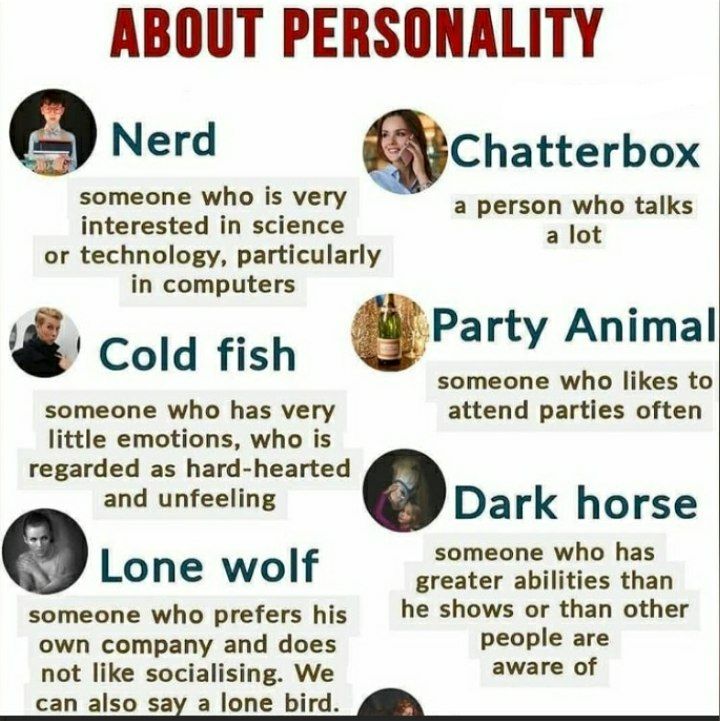 ABOUT PERSONALITY
Nerd
someone who is very
interested in science
or technology, particularly
in computers
Chatterbox
a person who talks
a lot
Cold fish
someone who has very
little emotions, who is
regarded as hard-hearted
and unfeeling
Party Animal
someone who likes to
attend parties often
Lone wolf
someone who prefers his
own company and does
not like socialising. We
can also say a lone bird.
Dark horse
someone who has
greater abilities than
he shows or than other
people are
aware of